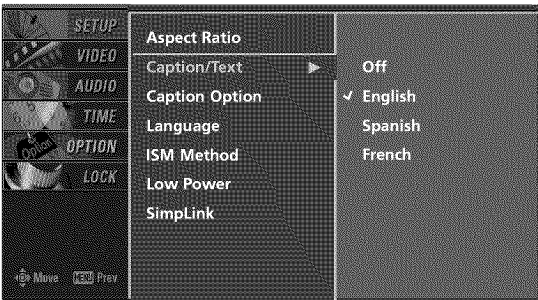 SETUP
VIDEO
AUDIO
TIME
OPTION
Option
LOCK
Move MENU Prev
Aspect Ratio
Caption/Text
Caption Option
Language
ISM Method
Low Power
SimpLink
Off
English
Spanish
French